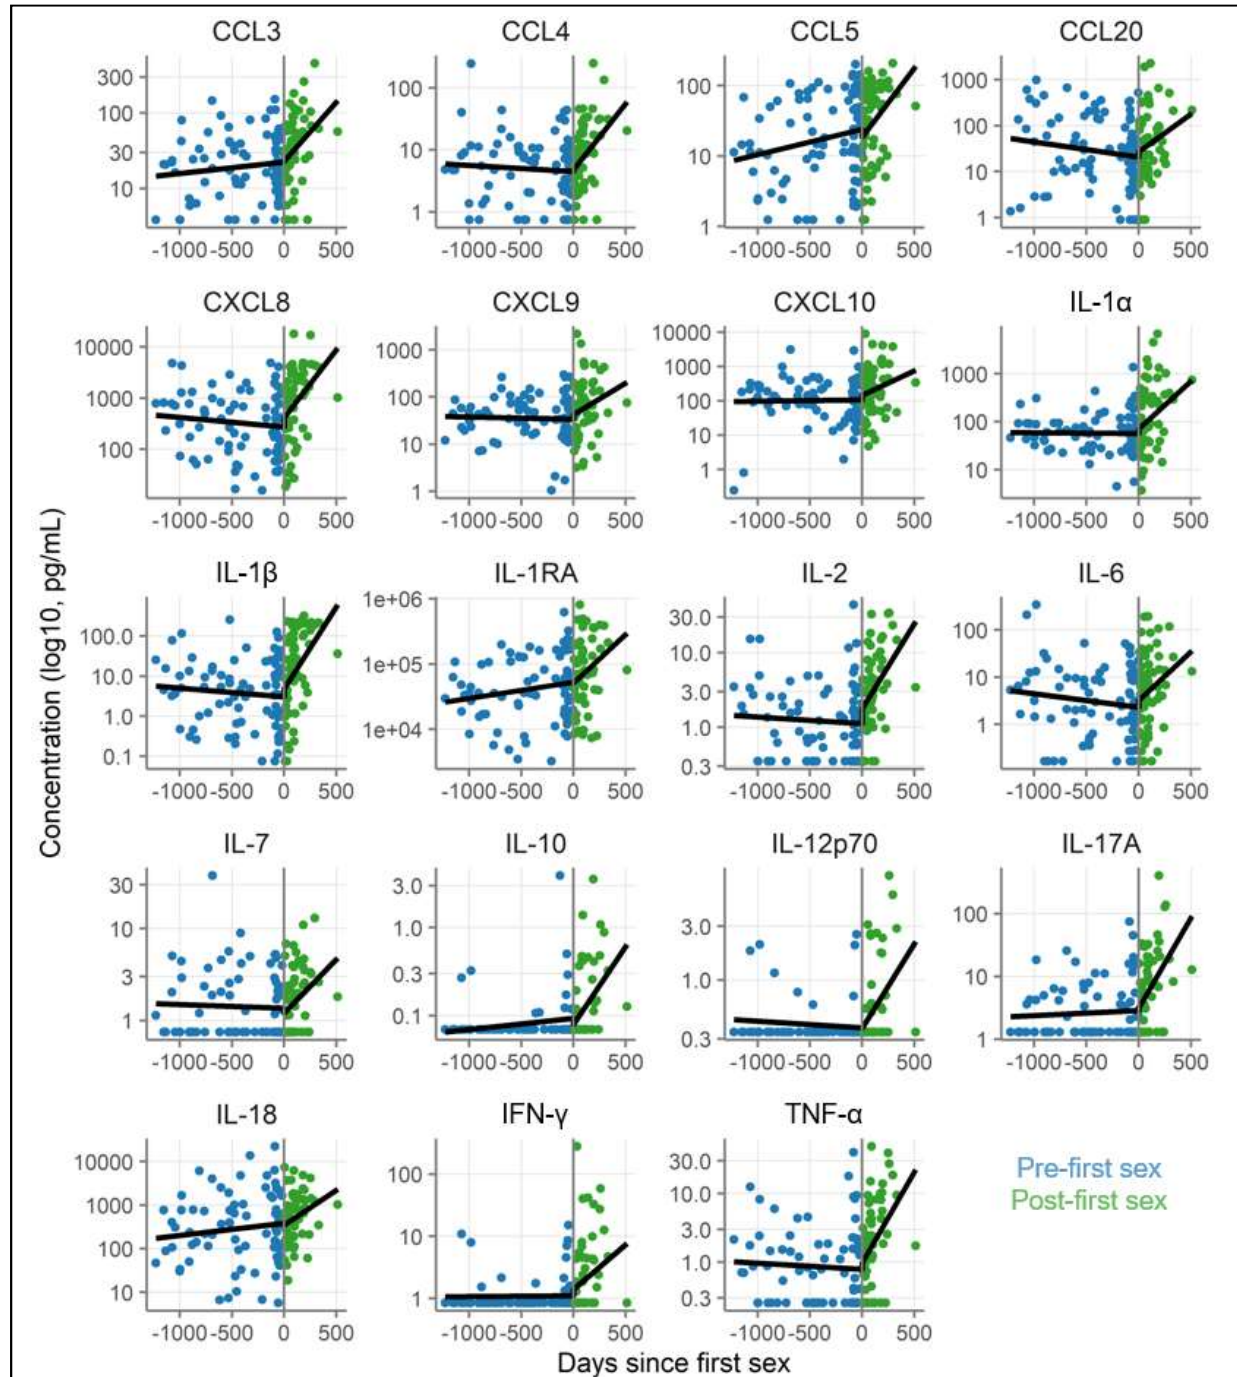 CCL3 CCL4 CCL5 CCL20
300 100 30 10
100 10 1
100 10 1
1000 100 10 1
-1000 -500 0 500 -1000 -500 0 500 -1000 -500 0 500 -1000 -500 0 500
CXCL8 CXCL9 CXCL10 IL-1α
10000 1000 100
1000 100 10 1
10000 1000 100 10 1
1000 100 10
-1000 -500 0 500 -1000 -500 0 500 -1000 -500 0 500 -1000 -500 0 500
Concentration (log10, pg/mL)
IL-1β IL-1RA IL-2 IL-6
100.0 10.0 1.0 0.1
1e+06 1e+05 1e+04
30.0 10.0 3.0 1.0 0.3
100 10 1
-1000 -500 0 500 -1000 -500 0 500 -1000 -500 0 500 -1000 -500 0 500
IL-7 IL-10 IL-12p70 IL-17A
30 10 3 1
3.0 1.0 0.3 0.1
3.0 1.0 0.3
100 10 1
-1000 -500 0 500 -1000 -500 0 500 -1000 -500 0 500 -1000 -500 0 500
IL-18 IFN-γ TNF-α
10000 1000 100 10
100 10 1
30.0 10.0 3.0 1.0 0.3
-1000 -500 0 500 -1000 -500 0 500 -1000 -500 0 500
Pre-first sex
Post-first sex
Days since first sex